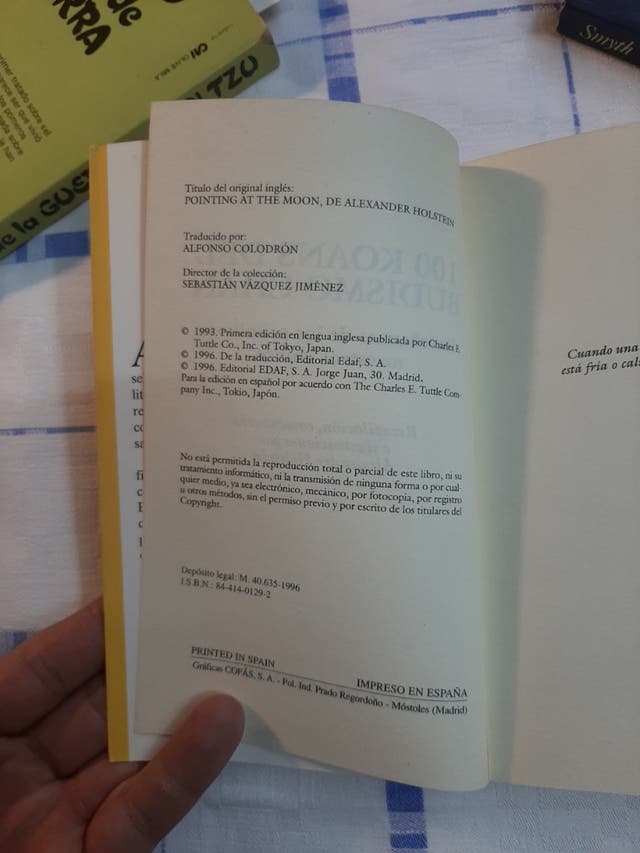 Título del original inglés:
POINTING AT THE MOON, DE ALEXANDER HOLSTEIN
Traducido por:
ALFONSO COLODRÓN
Director de la colección:
SEBASTIÁN VÁZQUEZ JIMÉNEZ
© 1993. Primera edición en lengua inglesa publicada por Charles E.
Tuttle Co., Inc. of Tokyo, Japan.
© 1996. De la traducción, Editorial Edaf, S. A.
© 1996. Editorial EDAF, S. A. Jorge Juan, 30. Madrid.
Para la edición en español por acuerdo con The Charles E. Tuttle Com-
pany Inc., Tokio, Japón.
No está permitida la reproducción total o parcial de este libro, ni su
tratamiento informático, ni la transmisión de ninguna forma o por cual-
quier medio, ya sea electrónico, mecánico, por fotocopia, por registro
u otros métodos, sin el permiso previo y por escrito de los titulares del
Copyright.
Depósito legal: M. 40.635-1996
I.S.B.N.: 84-414-0129-2
PRINTED IN SPAIN
IMPRESO EN ESPAÑA
Gráficas COFÁS, S. A. - Pol. Ind. Prado Regordoño - Móstoles (Madrid)
Cuando una
está fría o
Smyth
de la
TZU